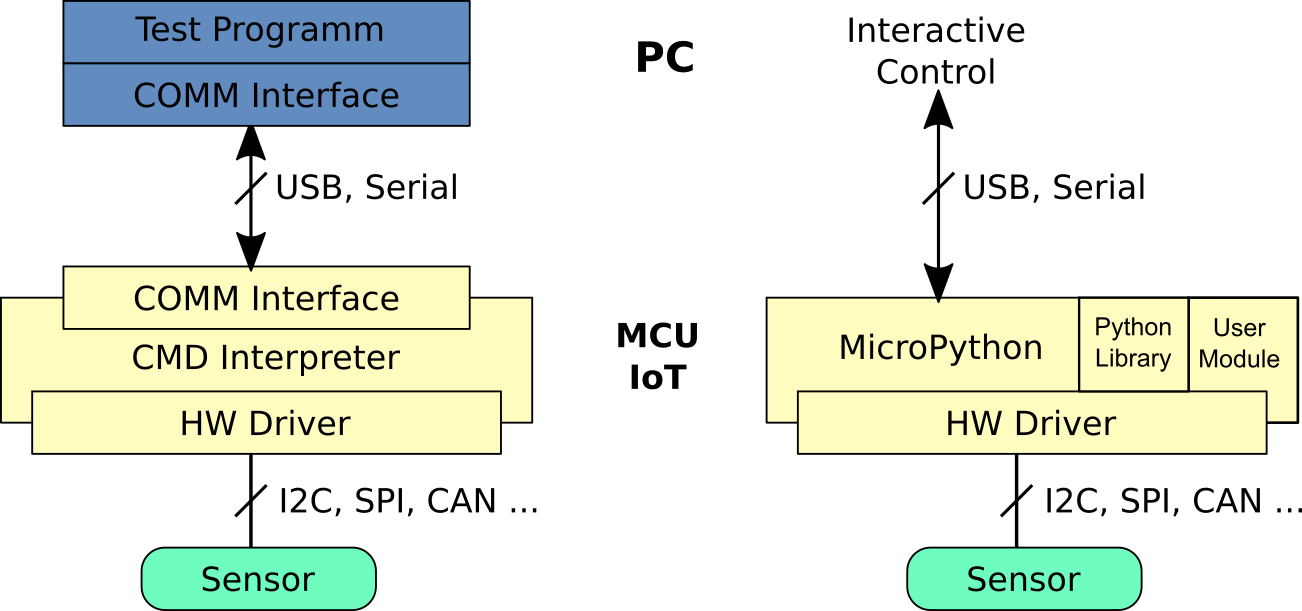 Test Programm
COMM Interface
USB, Serial
COMM Interface
CMD Interpreter
HW Driver
I2C, SPI, CAN ...
Sensor
PC
MCU
IoT
Interactive
Control
USB, Serial
MicroPython
Python
Library
User
Module
HW Driver
I2C, SPI, CAN ...
Sensor